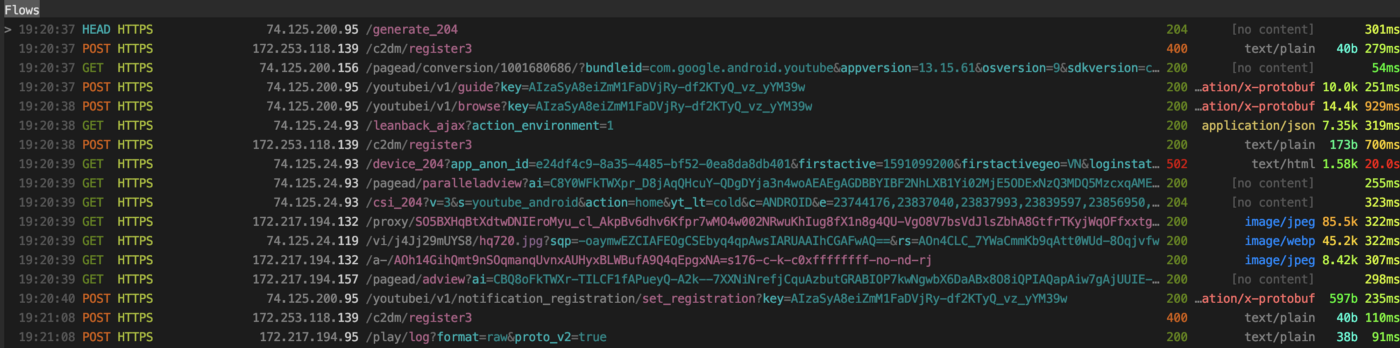 Flows
> 19:20:37 HEAD HTTPS 74.125.200.95 /generate_204 204 [no content] 301ms
19:20:37 POST HTTPS 172.253.118.139 /c2dm/register3 400 text/plain 40b 279ms
19:20:37 GET HTTPS 74.125.200.156 /pagead/conversion/1001680686/?bundleid=com.google.android.youtube&appversion=13.15.61&osversion=9&sdkversion=c… 200 [no content] 54ms
19:20:37 POST HTTPS 74.125.200.95 /youtubei/v1/guide?key=AIzaSyA8eiZmM1FaDVjRy-df2KTyQ_vz_yYM39w 200 …ation/x-protobuf 10.0k 251ms
19:20:38 POST HTTPS 74.125.200.95 /youtubei/v1/browse?key=AIzaSyA8eiZmM1FaDVjRy-df2KTyQ_vz_yYM39w 200 …ation/x-protobuf 14.4k 929ms
19:20:38 GET HTTPS 74.125.24.93 /leanback_ajax?action_environment=1 200 application/json 7.35k 319ms
19:20:38 POST HTTPS 172.253.118.139 /c2dm/register3 200 text/plain 173b 700ms
19:20:39 GET HTTPS 74.125.24.93 /device_204?app_anon_id=e24df4c9-8a35-4485-bf52-0ea8da8db401&firstactive=1591099200&firstactivegeo=VN&loginstat… 502 text/html 1.58k 20.0s
19:20:39 GET HTTPS 74.125.24.93 /pagead/paralleladview?ai=C8Y0WFkTWXpr_D8jAqQHcuY-QDgDYja3n4woAEAEgAGDBBYIBF2NhLXB1Yi02MjE5ODExNzQ3MDQ5MzcxqAME… 200 [no content] 255ms
19:20:39 GET HTTPS 74.125.24.93 /csi_204?v=3&s=youtube_android&action=home&yt_lt=cold&c=ANDROID&e=23744176,23837040,23837993,23839597,23856950,… 204 [no content] 323ms
19:20:39 GET HTTPS 172.217.194.132 /proxy/SO5BXHqBtXdtwDNIEroMyu_cl_AkpBv6dhv6Kfpr7wMO4w002NRwuKhIug8fX1n8g4QU-VgO8V7bsVdJlsZbhA8GtfrTKyjWqOFfxxtg… 200 image/jpeg 85.5k 322ms
19:20:39 GET HTTPS 74.125.24.119 /vi/j4Jj29mUYS8/hq720.jpg?sqp=-oaymwEZCIAFEOgCSEbyq4qpAwsIARUAAIhCGAFwAQ==&rs=AOn4CLC_7YWaCmmKb9qAtt0WUd-8Oqjvfw 200 image/webp 45.2k 322ms
19:20:39 GET HTTPS 172.217.194.132 /a-/AOh14GihQmt9nSOqmanqUvnxAUHyxBLWBufA9Q4qEpgxNA=s176-c-k-c0xffffffff-no-nd-rj 200 image/jpeg 8.42k 307ms
19:20:39 GET HTTPS 172.217.194.157 /pagead/adview?ai=CBQ8oFkTWXr-TILCF1fAPueyQ-A2k--7XXNiNrefjCquAzbutGRABIOP7kwNgwbX6DaABx8O8iQPIAQapAiw7gAjUUIE-… 200 [no content] 298ms
19:20:40 POST HTTPS 74.125.200.95 /youtubei/v1/notification_registration/set_registration?key=AIzaSyA8eiZmM1FaDVjRy-df2KTyQ_vz_yYM39w 200 …ation/x-protobuf 597b 235ms
19:21:08 POST HTTPS 172.253.118.139 /c2dm/register3 400 text/plain 40b 110ms
19:21:08 POST HTTPS 172.217.194.95 /play/log?format=raw&proto_v2=true 200 text/plain 38b 91ms